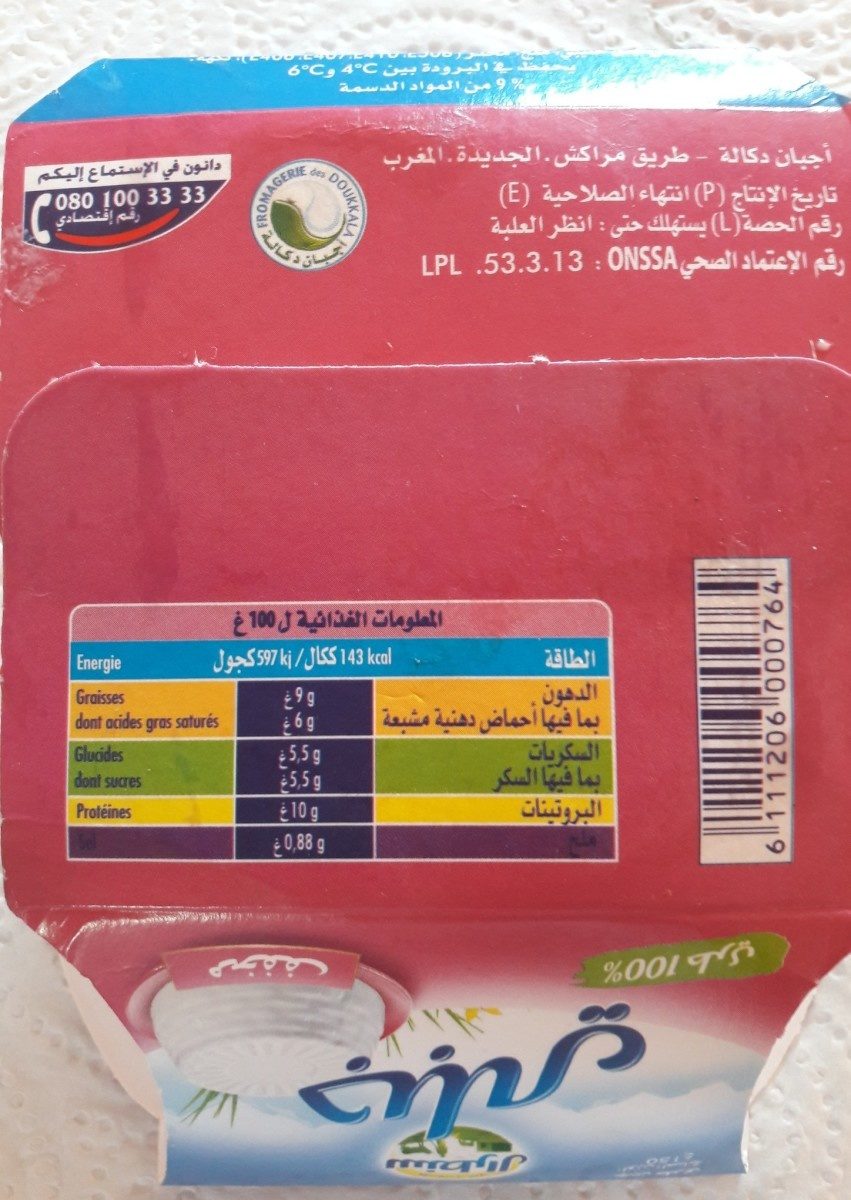 يحفظ في البرودة بين 4°C و6°C
% 9 من المواد الدسمة
أجبان دكالة - طريق مراكش. الجديدة. المغرب
تاريخ الإنتاج (P) انتهاء الصلاحية (E)
رقم الحصة (L) يستهلك حتى : انظر العلبة
رقم الإعتماد الصحي ONSSA : LPL .53.3.13
دانون في الإستماع إليكم
080 100 33 33
رقم إقتصادي
FROMAGERIE des DOUKKALA
أجبان دكالة
المعلومات الغذائية ل 100 غ
Energie 597 kj / 143 kcal ككال كجول الطاقة
Graisses 9 g غ الدهون
dont acides gras saturés 6 g غ بما فيها أحماض دهنية مشبعة
Glucides 5,5 g غ السكريات
dont sucres 5,5 g غ بما فيها السكر
Protéines 10 g غ البروتينات
Sel 0,88 g غ ملح
6 111206 000764
طري 100%
مخفف
سنطرال